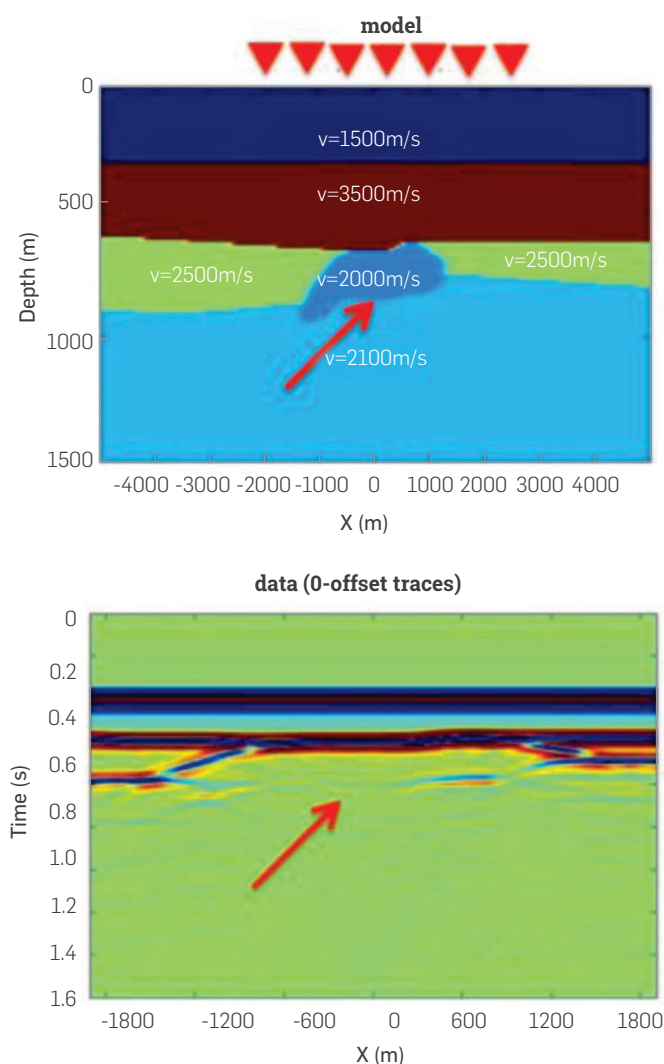 model
0
v=1500m/s
500
v=3500m/s
v=2500m/s
v=2000m/s
v=2500m/s
Depth (m)
1000
v=2100m/s
1500
-4000 -3000 -2000 -1000 0 1000 2000 3000 4000
X (m)
data (0-offset traces)
0
0.2
0.4
0.6
0.8
Time (s)
1.0
1.2
1.4
1.6
-1800 -1200 -600 0 600 1200 1800
X (m)